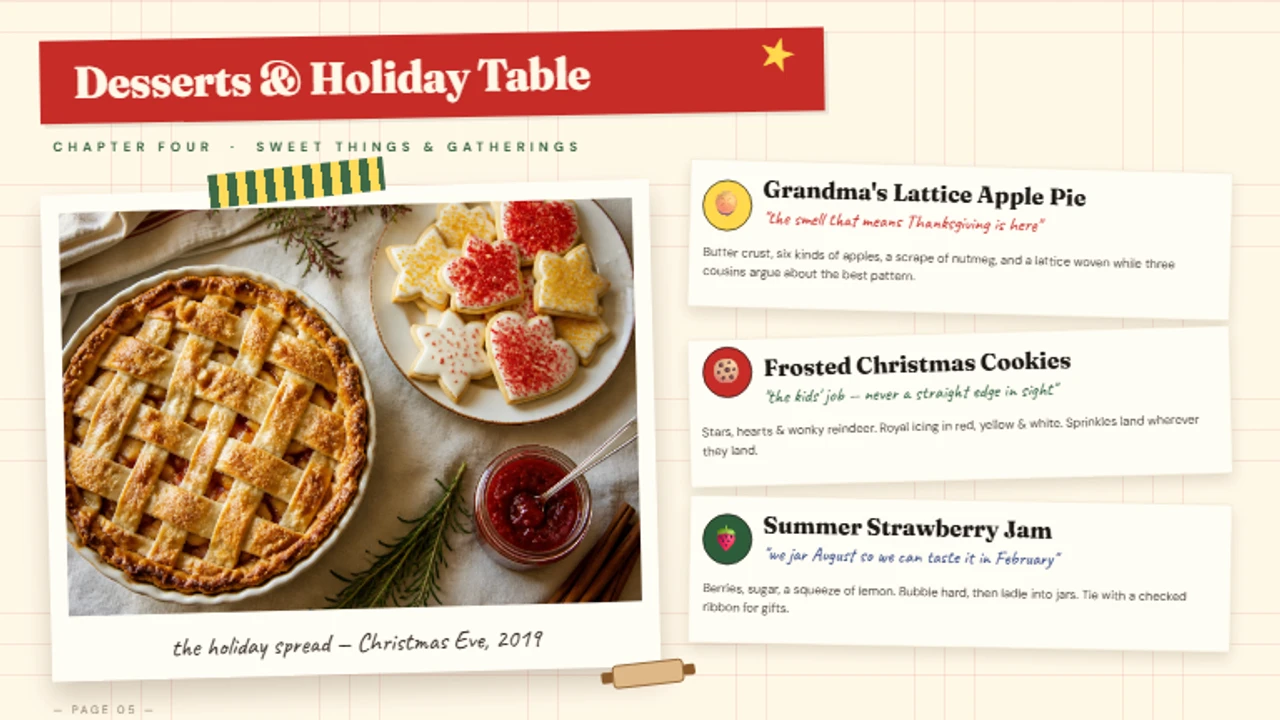 Desserts & Holiday Table
CHAPTER FOUR · SWEET THINGS & GATHERINGS
the holiday spread — Christmas Eve, 2019
Grandma's Lattice Apple Pie
"the smell that means Thanksgiving is here"
Butter crust, six kinds of apples, a scrape of nutmeg, and a lattice woven while three
cousins argue about the best pattern.
Frosted Christmas Cookies
"the kids' job — never a straight edge in sight"
Stars, hearts & wonky reindeer. Royal icing in red, yellow & white. Sprinkles land wherever
they land.
Summer Strawberry Jam
"we jar August so we can taste it in February"
Berries, sugar, a squeeze of lemon. Bubble hard, then ladle into jars. Tie with a checked
ribbon for gifts.
— PAGE 05 —